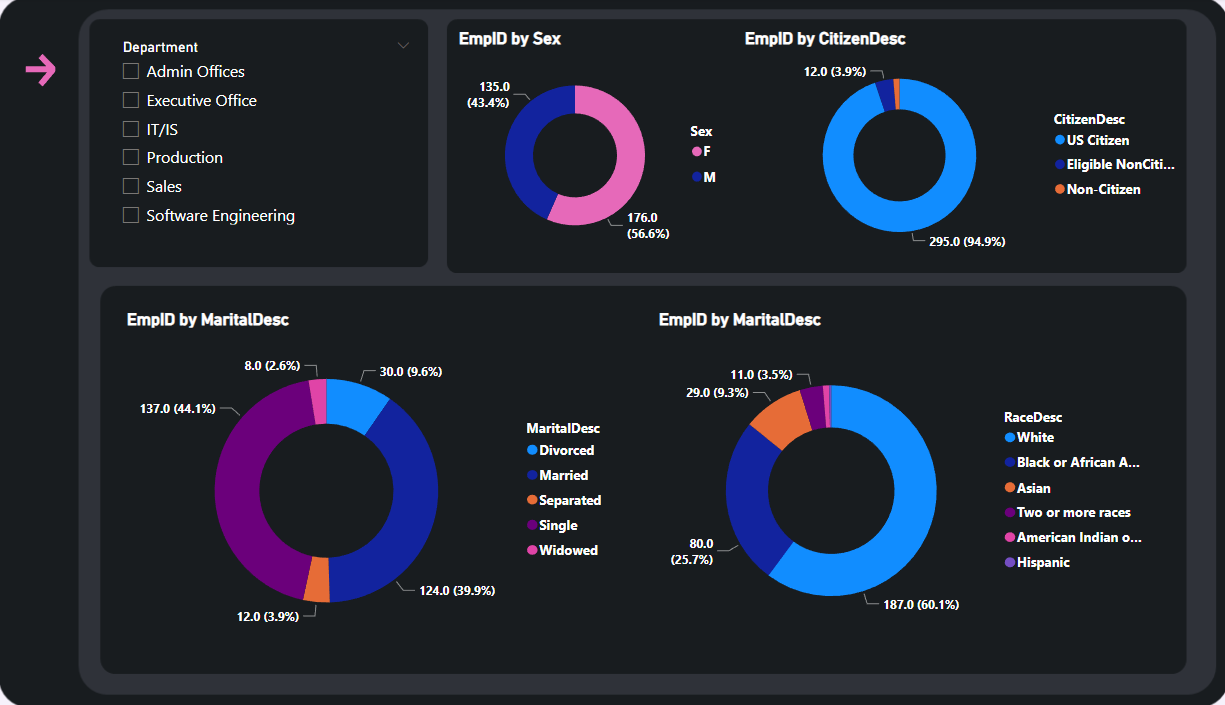 Department
Admin Offices
Executive Office
IT/IS
Production
Sales
Software Engineering
EmpID by Sex
135.0
(43.4%)
176.0
(56.6%)
Sex
F
M
EmpID by CitizenDesc
12.0 (3.9%)
295.0 (94.9%)
CitizenDesc
US Citizen
Eligible NonCiti...
Non-Citizen
EmpID by MaritalDesc
8.0 (2.6%)
30.0 (9.6%)
137.0 (44.1%)
124.0 (39.9%)
12.0 (3.9%)
MaritalDesc
Divorced
Married
Separated
Single
Widowed
EmpID by MaritalDesc
11.0 (3.5%)
29.0 (9.3%)
80.0
(25.7%)
187.0 (60.1%)
RaceDesc
White
Black or African A...
Asian
Two or more races
American Indian o...
Hispanic